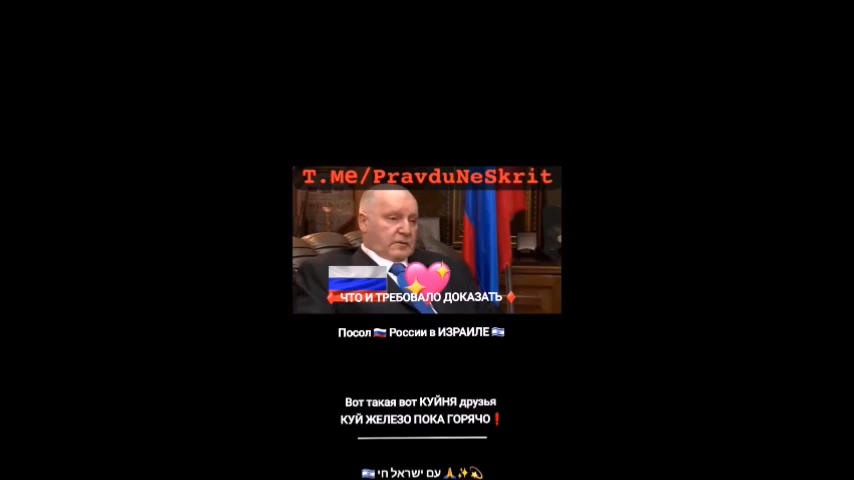 T.me/PravduNeSkrit
ЧТО И ТРЕБОВАЛО ДОКАЗАТЬ
Посол России в ИЗРАИЛЕ
Вот такая вот КУЙНЯ друзья
КУЙ ЖЕЛЕЗО ПОКА ГОРЯЧО❗
עם ישראל חי